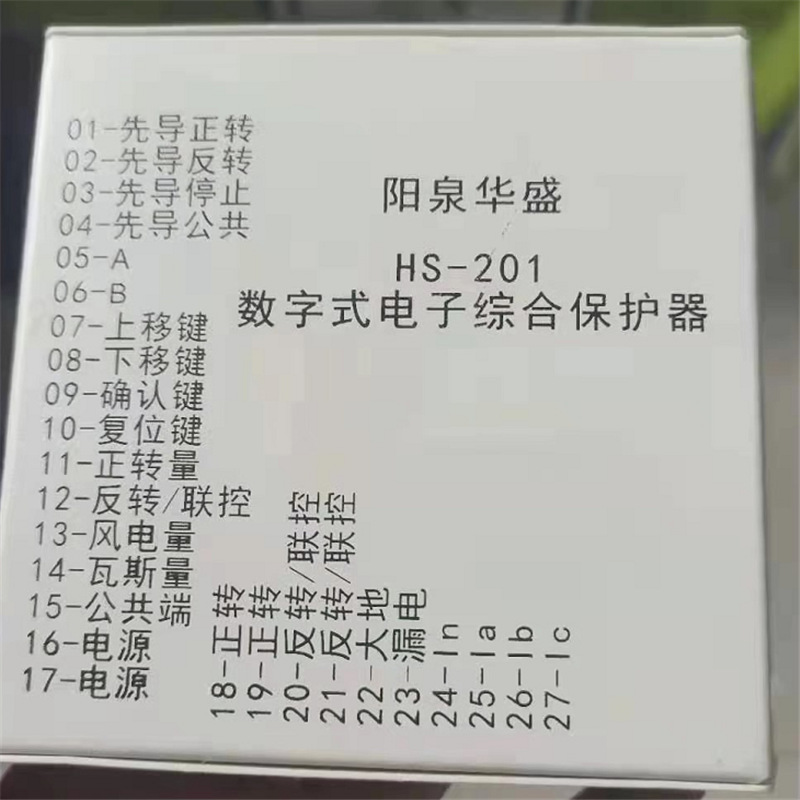 01-先导正转
02-先导反转
03-先导停止
04-先导公共
05-A
06-B
07-上移键
08-下移键
09-确认键
10-复位键
11-正转量
12-反转/联控
13-风电量
14-瓦斯量
15-公共端
16-电源
17-电源
阳泉华盛
HS-201
数字式电子综合保护器
18-正转
19-正转
20-反转/联控
21-反转/联控
22-大地
23-漏电
24-In
25-Ia
26-Ib
27-Ic